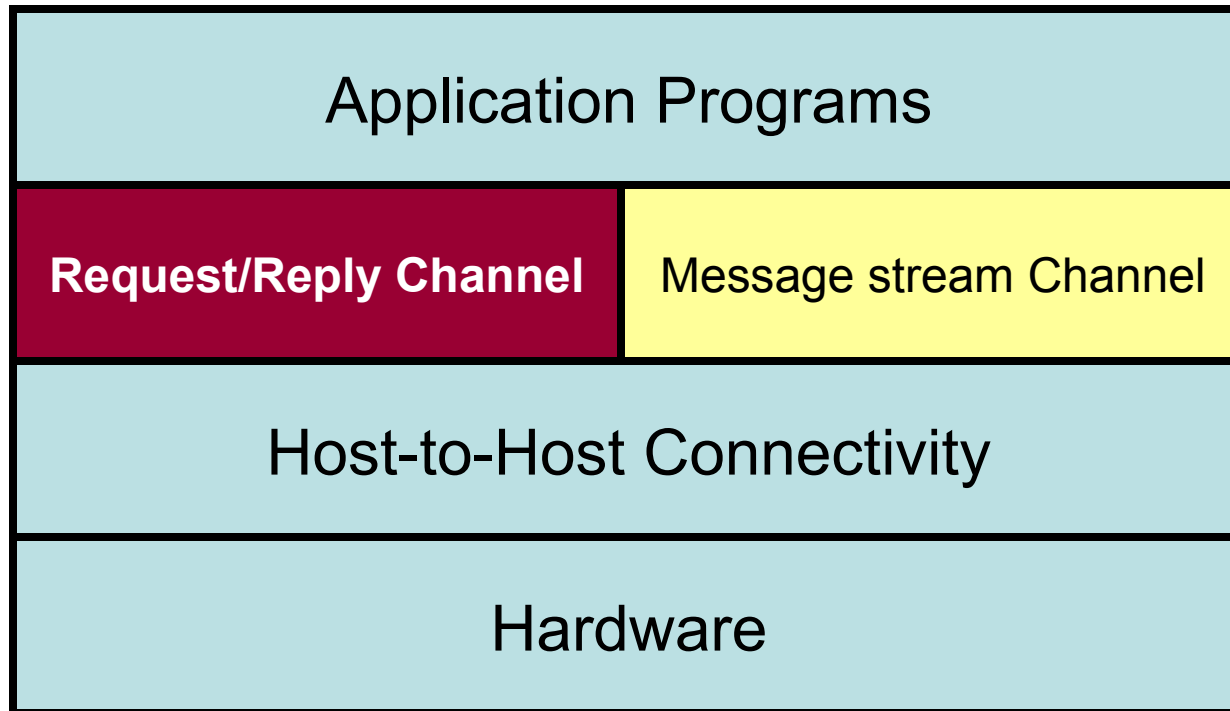 Application Programs
Request/Reply Channel
Message stream Channel
Host-to-Host Connectivity
Hardware